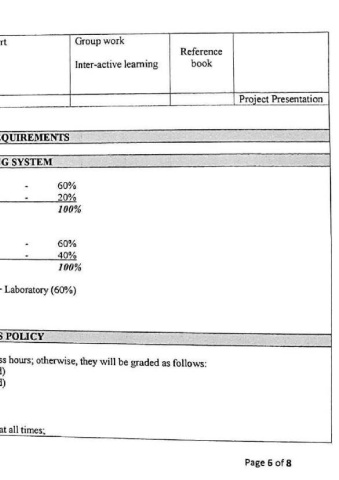 rt
Group work
Inter-active learning
Reference
book
Project Presentation
QUIREMENTS
G SYSTEM
- 60%
- 20%
100%
- 60%
- 40%
100%
- Laboratory (60%)
S POLICY
ss hours; otherwise, they will be graded as follows:
d)
d)
at all times;
Page 6 of 8